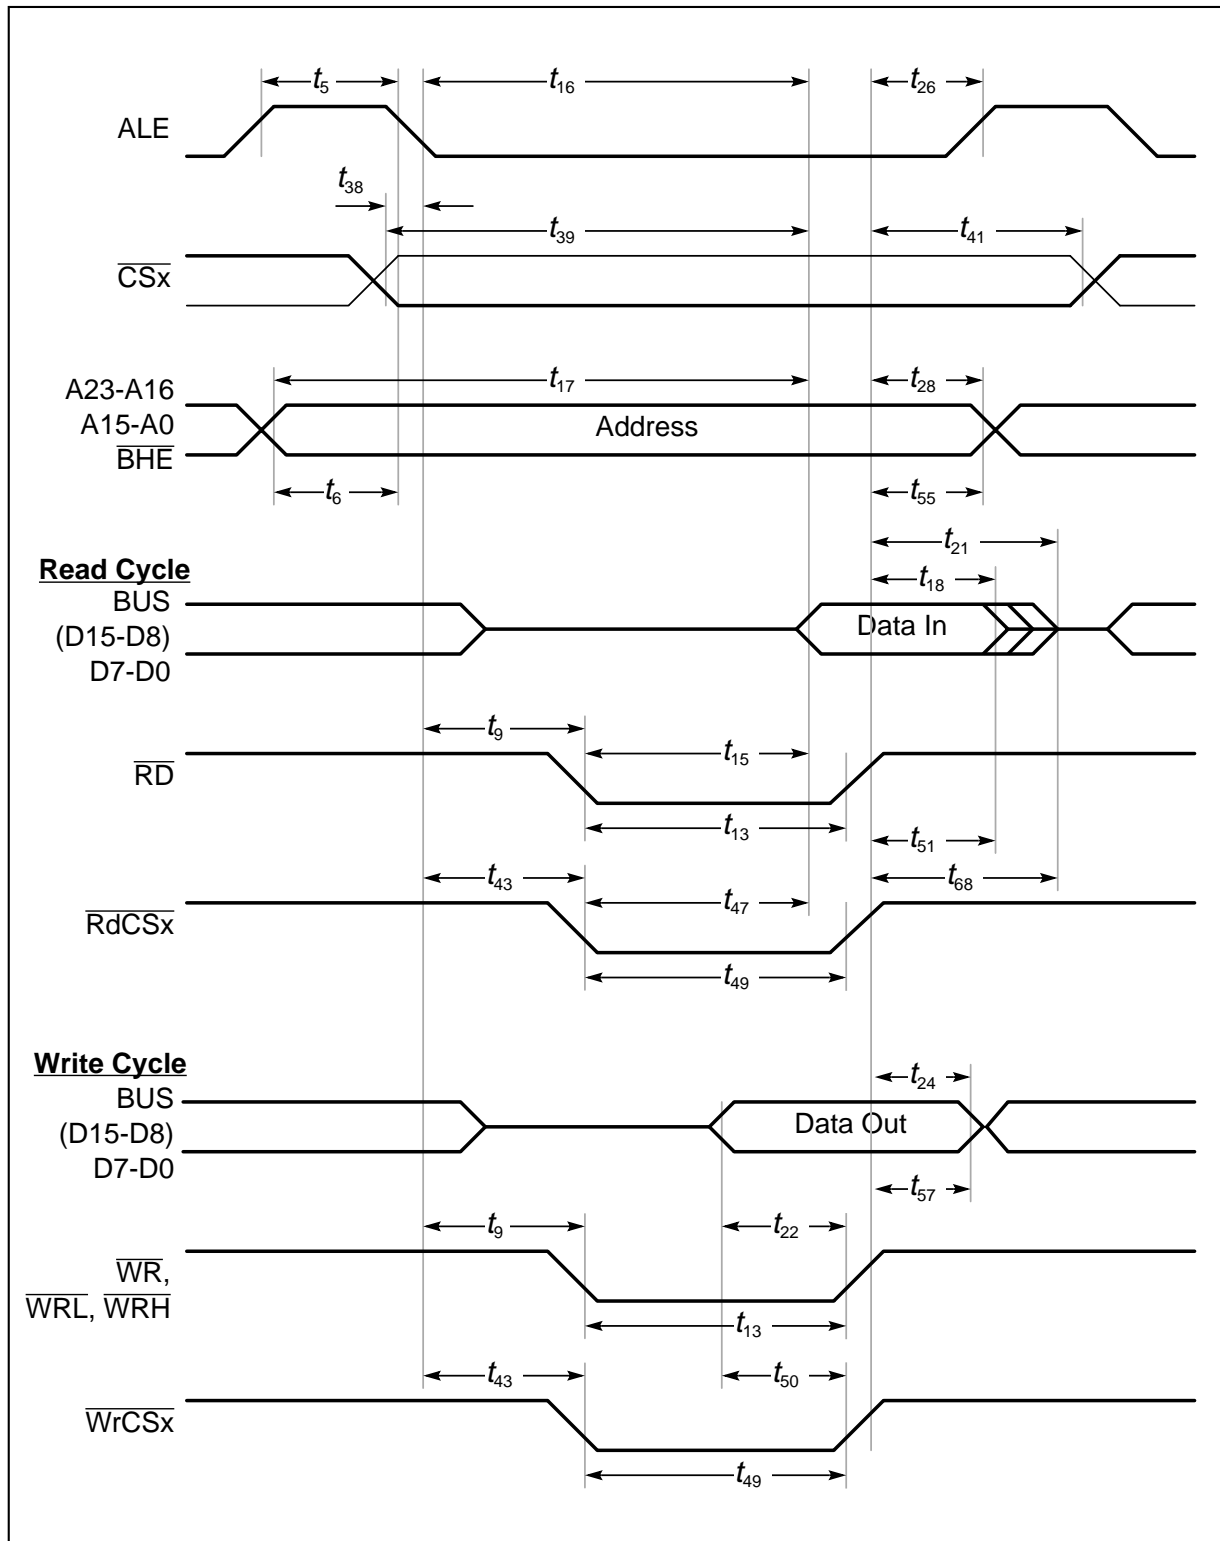 t5 t16 t26
ALE
t38
t39 t41
CSx
A23-A16
t17 t28
A15-A0
Address
BHE
t6 t55
t21
Read Cycle
t18
BUS
(D15-D8)
Data In
D7-D0
t9
t15
RD
t13
t51
t43 t68
t47
RdCSx
t49
Write Cycle
t24
BUS
(D15-D8)
Data Out
D7-D0
t57
t9 t22
WR,
WRL, WRH
t13
t43 t50
WrCSx
t49